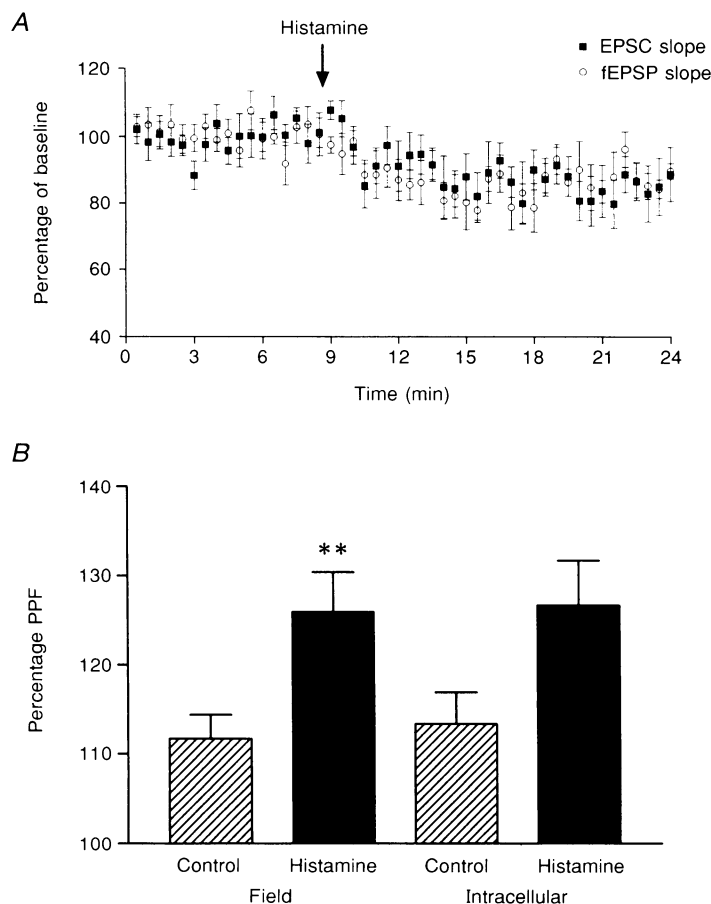 A
Histamine
EPSC slope
fEPSP slope
120
100
80
60
40
Percentage of baseline
0 3 6 9 12 15 18 21 24
Time (min)
B
140
130
120
110
100
Percentage PPF
**
Control Histamine Control Histamine
Field Intracellular